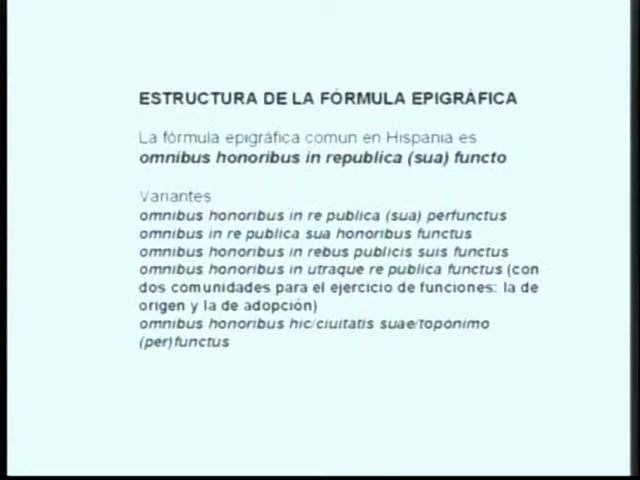 ESTRUCTURA DE LA FÓRMULA EPIGRÁFICA
La fórmula epigráfica comun en Hispania es
omnibus honoribus in republica (sua) functo
Variantes
omnibus honoribus in re publica (sua) perfunctus
omnibus in re publica sua honoribus functus
omnibus honoribus in rebus publicis suis functus
omnibus honoribus in utraque re publica functus (con
dos comunidades para el ejercicio de funciones: la de
origen y la de adopción)
omnibus honoribus hic/ciuitatis suae/topónimo
(per)functus